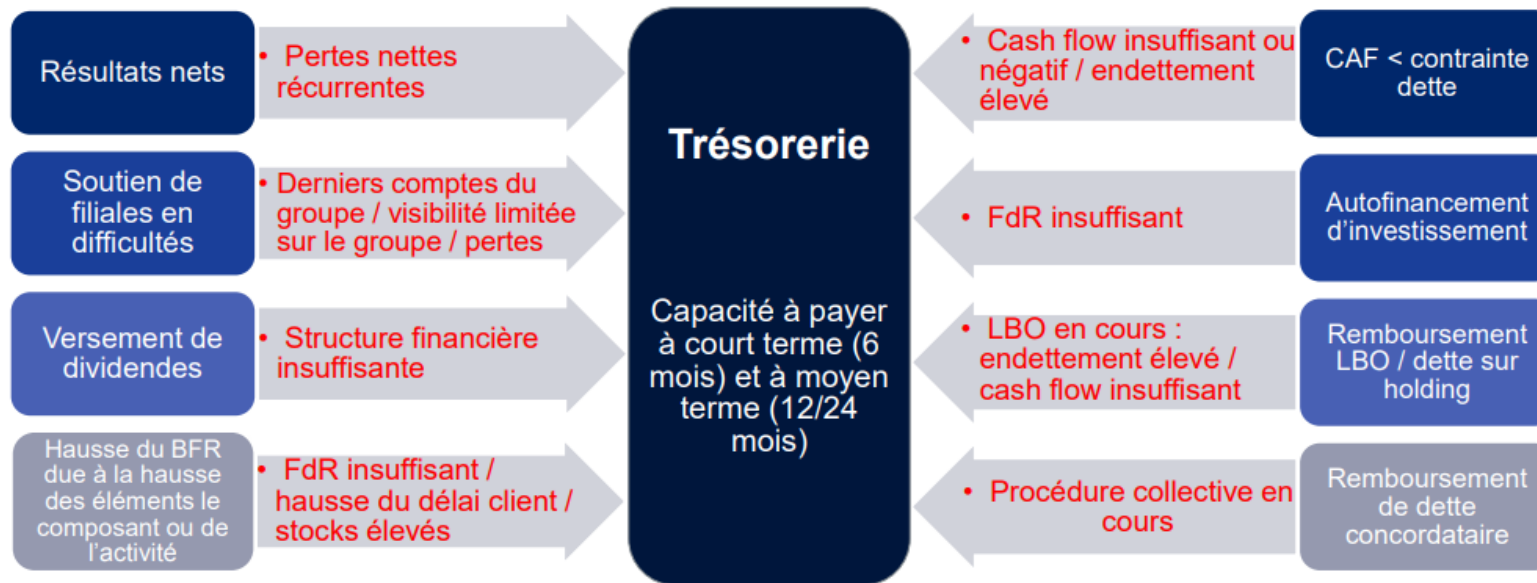 Résultats nets
• Pertes nettes
récurrentes
Soutien de
filiales en
difficultés
• Derniers comptes du
groupe / visibilité limitée
sur le groupe / pertes
Versement de
dividendes
• Structure financière
insuffisante
Hausse du BFR
due à la hausse
des éléments le
composant ou de
l’activité
• FdR insuffisant /
hausse du délai client /
stocks élevés
Trésorerie
Capacité à payer
à court terme (6
mois) et à moyen
terme (12/24
mois)
• Cash flow insuffisant ou
négatif / endettement
élevé
CAF < contrainte
dette
• FdR insuffisant
Autofinancement
d’investissement
• LBO en cours :
endettement élevé /
cash flow insuffisant
Remboursement
LBO / dette sur
holding
• Procédure collective en
cours
Remboursement
de dette
concordataire